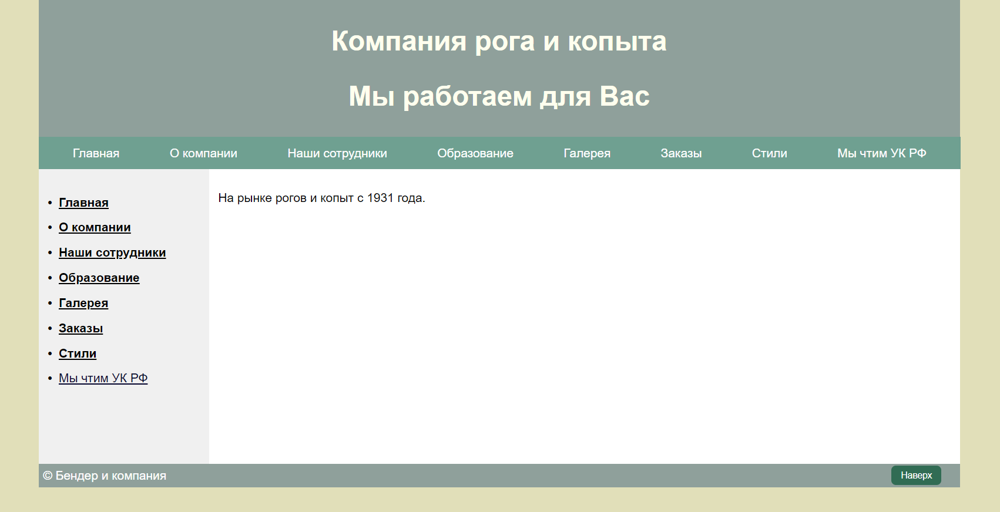 Компания рога и копыта
Мы работаем для Вас
Главная О компании Наши сотрудники Образование Галерея Заказы Стили Мы чтим УК РФ
• Главная
• О компании
• Наши сотрудники
• Образование
• Галерея
• Заказы
• Стили
• Мы чтим УК РФ
На рынке рогов и копыт с 1931 года.
© Бендер и компания
Наверх